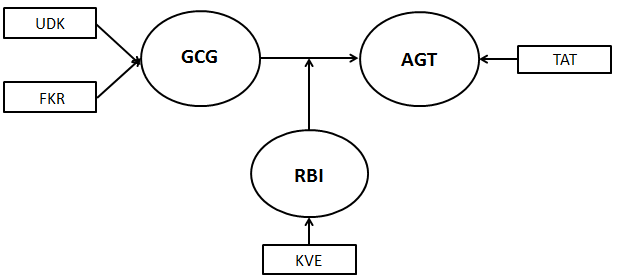 UDK
GCG
AGT
TAT
FKR
RBI
KVE